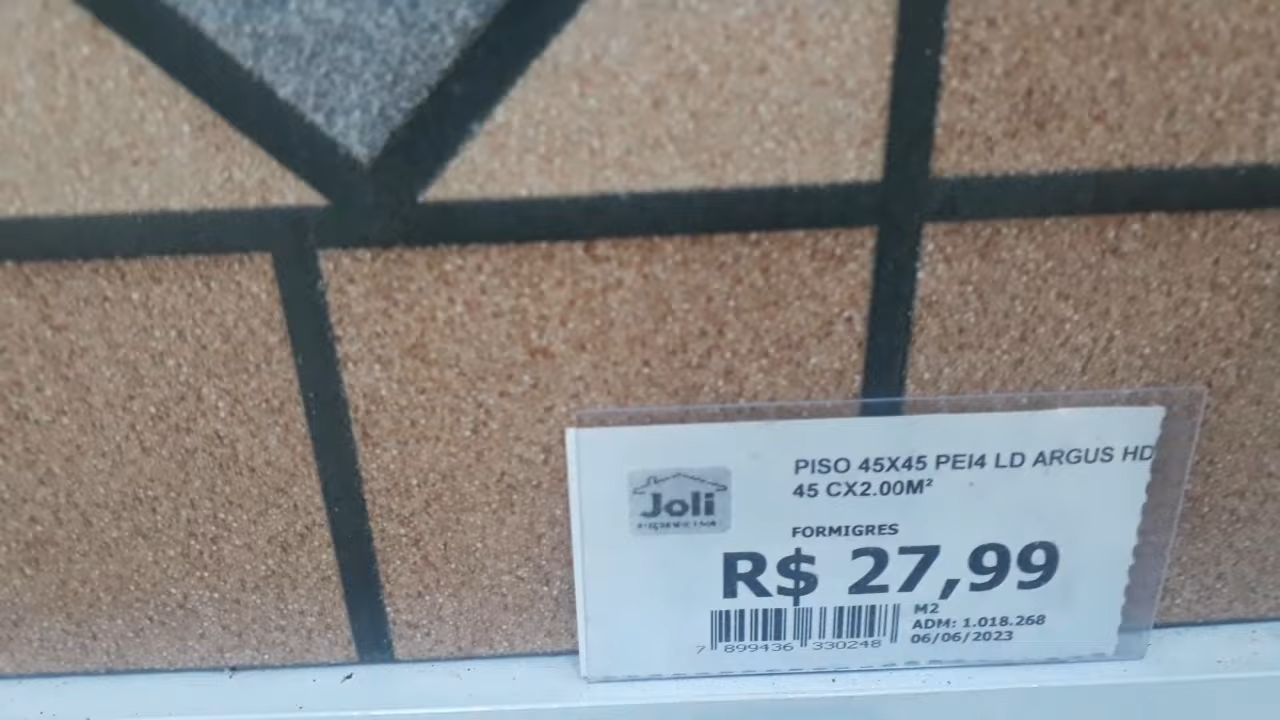 PISO 45X45 PEI4 LD ARGUS HD
45 CX2.00M²
Joli
FORMIGRES
R$ 27,99
M2
ADM: 1.018.268
06/06/2023
7 899436 330248